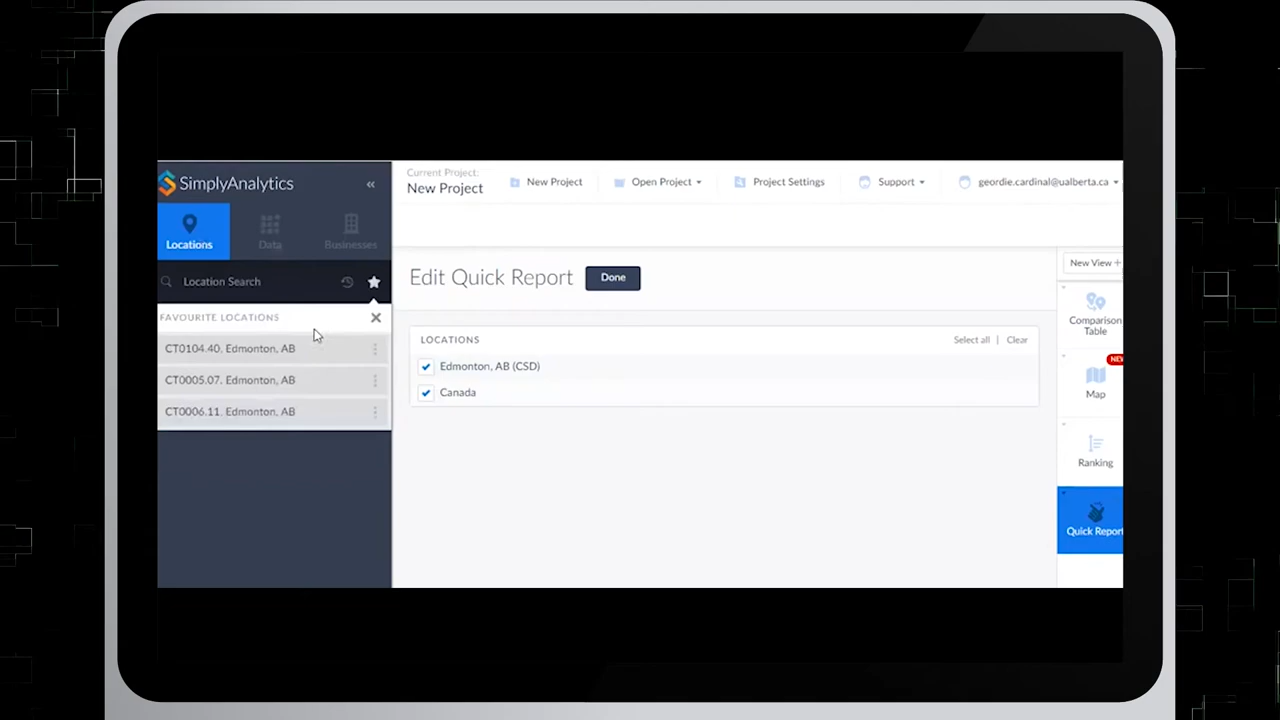 SimplyAnalytics
«
Current Project:
New Project
New Project
Open Project
Project Settings
Support
geordie.cardinal@ualberta.ca
Locations
Data
Businesses
Location Search
FAVOURITE LOCATIONS
CT0104.40, Edmonton, AB
CT0005.07, Edmonton, AB
CT0006.11, Edmonton, AB
Edit Quick Report
Done
LOCATIONS
Select all | Clear
Edmonton, AB (CSD)
Canada
New View +
Comparison
Table
NEW
Map
Ranking
Quick Report